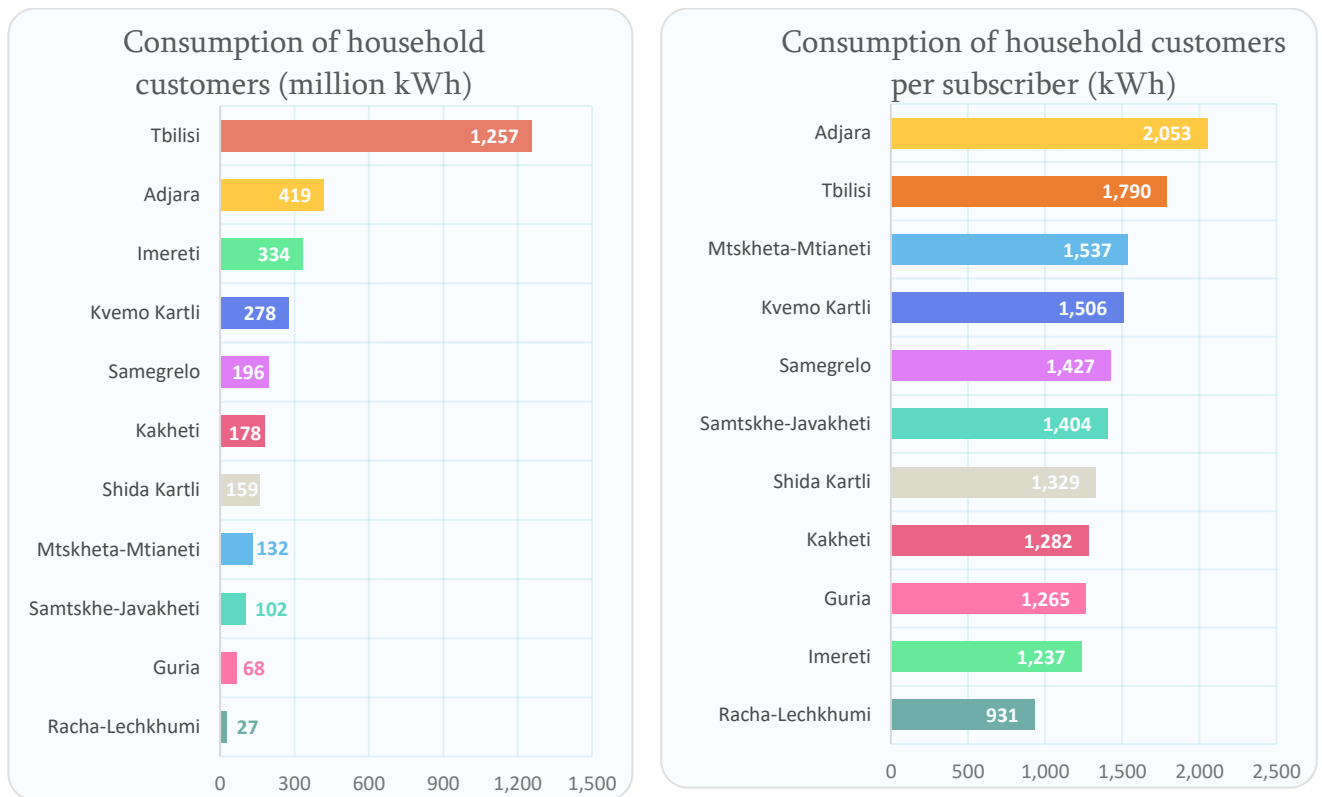 Consumption of household
customers (million kWh)
Tbilisi 1,257
Adjara 419
Imereti 334
Kvemo Kartli 278
Samegrelo 196
Kakheti 178
Shida Kartli 159
Mtskheta-Mtianeti 132
Samtskhe-Javakheti 102
Guria 68
Racha-Lechkhumi 27
0 300 600 900 1,200 1,500
Consumption of household customers
per subscriber (kWh)
Adjara 2,053
Tbilisi 1,790
Mtskheta-Mtianeti 1,537
Kvemo Kartli 1,506
Samegrelo 1,427
Samtskhe-Javakheti 1,404
Shida Kartli 1,329
Kakheti 1,282
Guria 1,265
Imereti 1,237
Racha-Lechkhumi 931
0 500 1,000 1,500 2,000 2,500